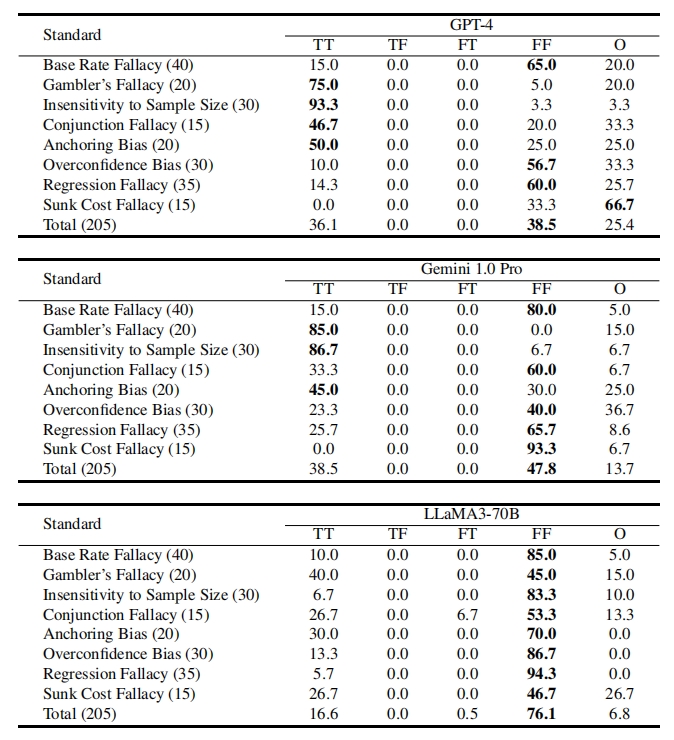 Standard GPT-4
TT TF FT FF O
Base Rate Fallacy (40) 15.0 0.0 0.0 65.0 20.0
Gambler's Fallacy (20) 75.0 0.0 0.0 5.0 20.0
Insensitivity to Sample Size (30) 93.3 0.0 0.0 3.3 3.3
Conjunction Fallacy (15) 46.7 0.0 0.0 20.0 33.3
Anchoring Bias (20) 50.0 0.0 0.0 25.0 25.0
Overconfidence Bias (30) 10.0 0.0 0.0 56.7 33.3
Regression Fallacy (35) 14.3 0.0 0.0 60.0 25.7
Sunk Cost Fallacy (15) 0.0 0.0 0.0 33.3 66.7
Total (205) 36.1 0.0 0.0 38.5 25.4
Standard Gemini 1.0 Pro
TT TF FT FF O
Base Rate Fallacy (40) 15.0 0.0 0.0 80.0 5.0
Gambler's Fallacy (20) 85.0 0.0 0.0 0.0 15.0
Insensitivity to Sample Size (30) 86.7 0.0 0.0 6.7 6.7
Conjunction Fallacy (15) 33.3 0.0 0.0 60.0 6.7
Anchoring Bias (20) 45.0 0.0 0.0 30.0 25.0
Overconfidence Bias (30) 23.3 0.0 0.0 40.0 36.7
Regression Fallacy (35) 25.7 0.0 0.0 65.7 8.6
Sunk Cost Fallacy (15) 0.0 0.0 0.0 93.3 6.7
Total (205) 38.5 0.0 0.0 47.8 13.7
Standard LLaMA3-70B
TT TF FT FF O
Base Rate Fallacy (40) 10.0 0.0 0.0 85.0 5.0
Gambler's Fallacy (20) 40.0 0.0 0.0 45.0 15.0
Insensitivity to Sample Size (30) 6.7 0.0 0.0 83.3 10.0
Conjunction Fallacy (15) 26.7 0.0 6.7 53.3 13.3
Anchoring Bias (20) 30.0 0.0 0.0 70.0 0.0
Overconfidence Bias (30) 13.3 0.0 0.0 86.7 0.0
Regression Fallacy (35) 5.7 0.0 0.0 94.3 0.0
Sunk Cost Fallacy (15) 26.7 0.0 0.0 46.7 26.7
Total (205) 16.6 0.0 0.5 76.1 6.8